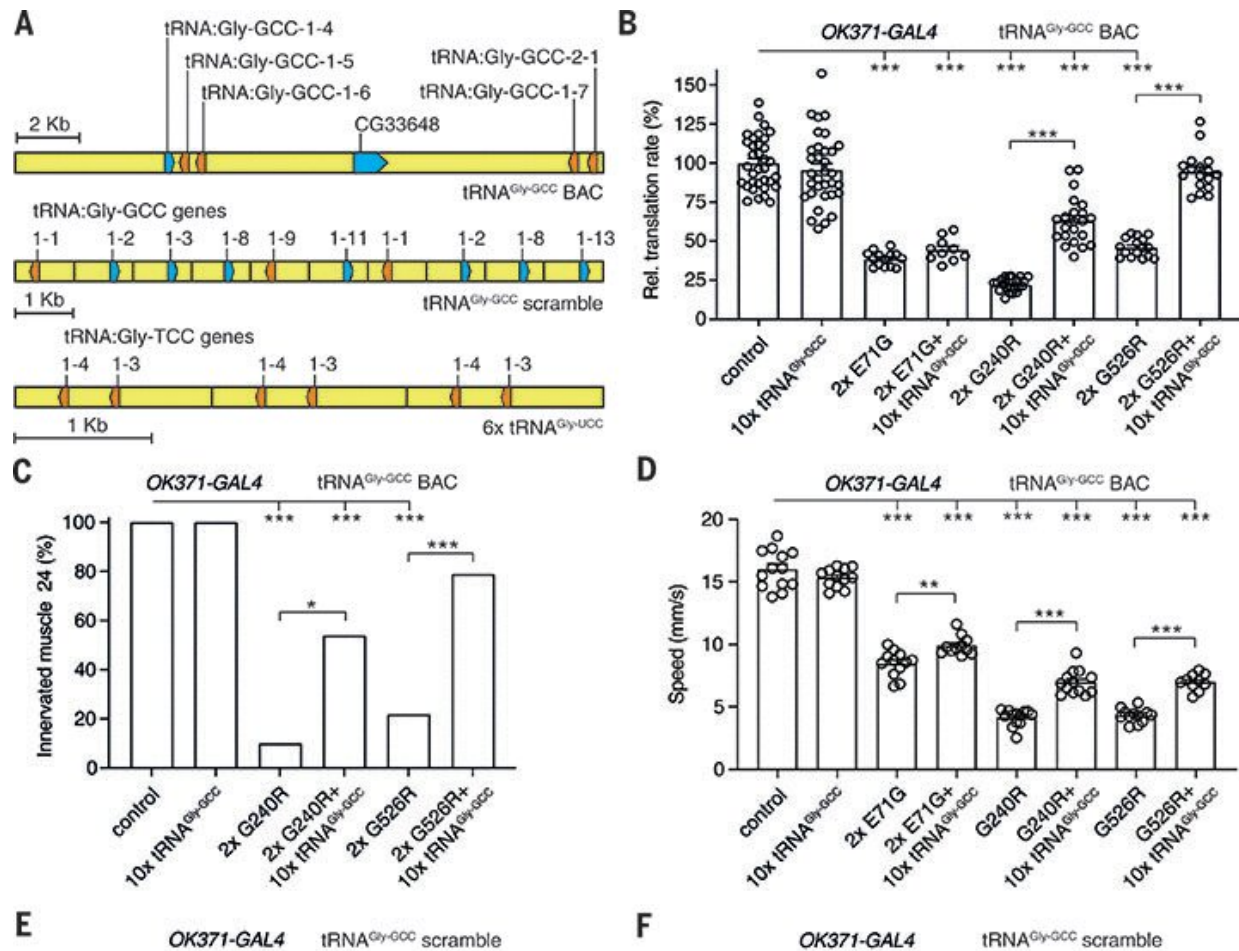 A
tRNA:Gly-GCC-1-4
tRNA:Gly-GCC-1-5
tRNA:Gly-GCC-2-1
tRNA:Gly-GCC-1-6
tRNA:Gly-GCC-1-7
2 Kb
CG33648
tRNAGly-GCC BAC
tRNA:Gly-GCC genes
1-1 1-2 1-3 1-8 1-9 1-11 1-1 1-2 1-8 1-13
1 Kb
tRNAGly-GCC scramble
tRNA:Gly-TCC genes
1-4 1-3 1-4 1-3 1-4 1-3
1 Kb
6x tRNAGly-UCC
B
OK371-GAL4 tRNAGly-GCC BAC
*** *** *** *** ***
***
***
Rel. translation rate (%)
150
125
100
75
50
25
0
control
10x tRNAGly-GCC
2x E71G
2x E71G+
10x tRNAGly-GCC
2x G240R
2x G240R+
10x tRNAGly-GCC
2x G526R
2x G526R+
10x tRNAGly-GCC
C
OK371-GAL4 tRNAGly-GCC BAC
*** *** ***
***
*
Innervated muscle 24 (%)
100
80
60
40
20
0
control
10x tRNAGly-GCC
2x G240R
2x G240R+
10x tRNAGly-GCC
2x G526R
2x G526R+
10x tRNAGly-GCC
D
OK371-GAL4 tRNAGly-GCC BAC
*** *** *** *** *** ***
**
***
***
Speed (mm/s)
20
15
10
5
0
control
10x tRNAGly-GCC
2x E71G
2x E71G+
10x tRNAGly-GCC
G240R
G240R+
10x tRNAGly-GCC
G526R
G526R+
10x tRNAGly-GCC
E
OK371-GAL4 tRNAGly-GCC scramble
F
OK371-GAL4 tRNAGly-GCC scramble